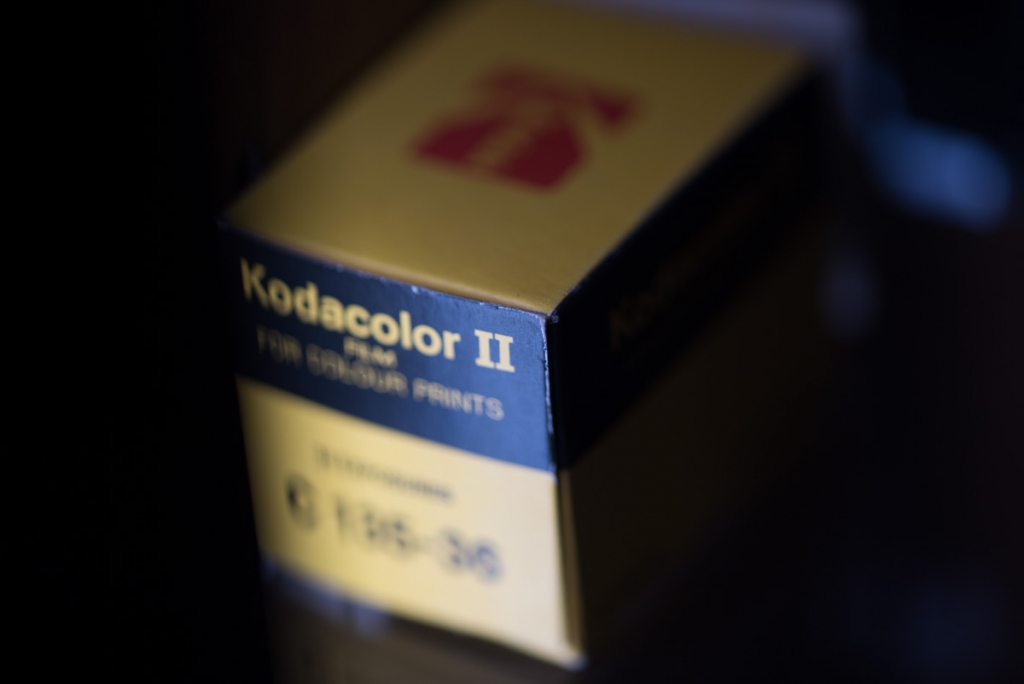 Kodacolor II
FILM
FOR COLOUR PRINTS
C 135-36